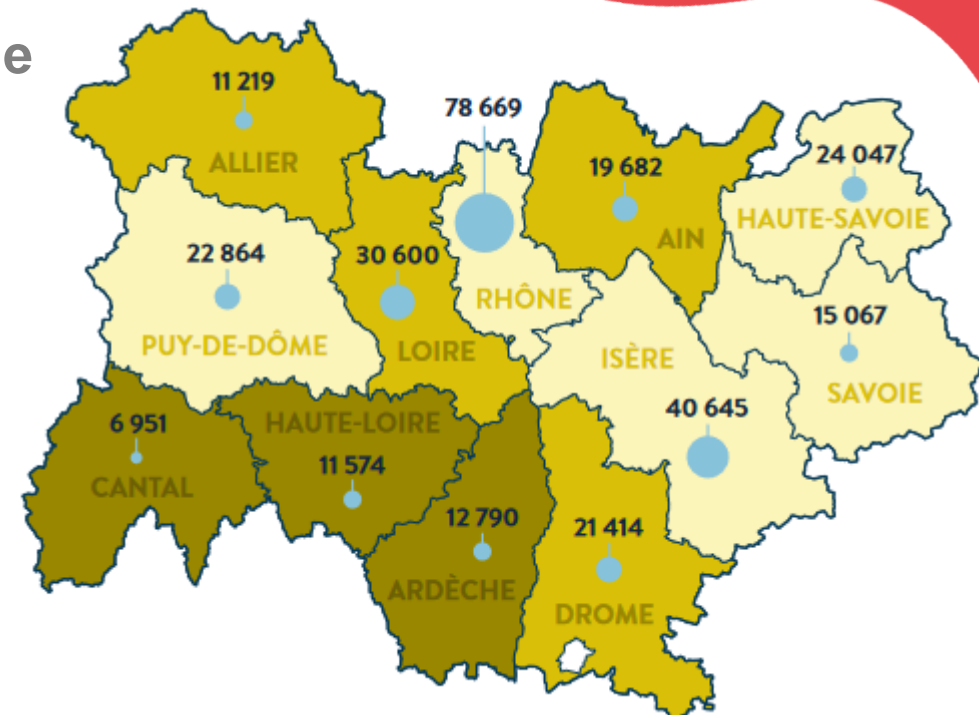 e
11 219
ALLIER
78 669
19 682
AIN
24 047
HAUTE-SAVOIE
22 864
PUY-DE-DÔME
30 600
LOIRE
RHÔNE
ISÈRE
40 645
15 067
SAVOIE
6 951
CANTAL
HAUTE-LOIRE
11 574
12 790
ARDÈCHE
21 414
DROME